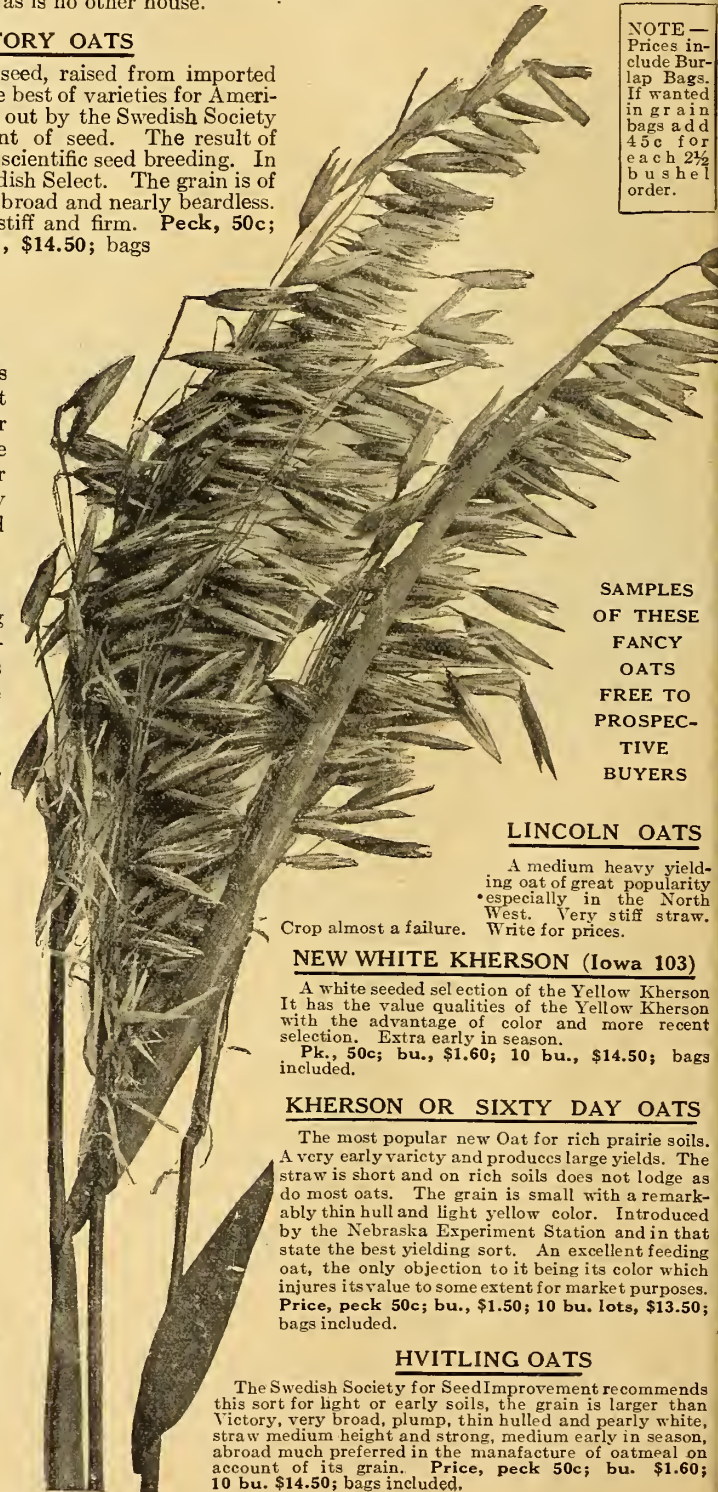 as is no other house.
ORY OATS
seed, raised from imported
e best of varieties for Ameri-
out by the Swedish Society
nt of seed. The result of
scientific seed breeding. In
dish Select. The grain is of
broad and nearly beardless.
stiff and firm. Peck, 50c;
, $14.50; bags
s
t
r
e
r
y
l
g
-
s
NOTE—
Prices in-
clude Bur-
lap Bags.
If wanted
in grain
bags add
45c for
each 2½
bushel
order.
SAMPLES
OF THESE
FANCY
OATS
FREE TO
PROSPEC-
TIVE
BUYERS
LINCOLN OATS
A medium heavy yield-
ing oat of great popularity
especially in the North
West. Very stiff straw.
Crop almost a failure. Write for prices.
NEW WHITE KHERSON (Iowa 103)
A white seeded selection of the Yellow Kherson
It has the value qualities of the Yellow Kherson
with the advantage of color and more recent
selection. Extra early in season.
Pk., 50c; bu., $1.60; 10 bu., $14.50; bags
included.
KHERSON OR SIXTY DAY OATS
The most popular new Oat for rich prairie soils.
A very early variety and produces large yields. The
straw is short and on rich soils does not lodge as
do most oats. The grain is small with a remark-
ably thin hull and light yellow color. Introduced
by the Nebraska Experiment Station and in that
state the best yielding sort. An excellent feeding
oat, the only objection to it being its color which
injures its value to some extent for market purposes.
Price, peck 50c; bu., $1.50; 10 bu. lots, $13.50;
bags included.
HVITLING OATS
The Swedish Society for Seed Improvement recommends
this sort for light or early soils, the grain is larger than
Victory, very broad, plump, thin hulled and pearly white,
straw medium height and strong, medium early in season,
abroad much preferred in the manafacture of oatmeal on
account of its grain. Price, peck 50c; bu. $1.60;
10 bu. $14.50; bags included.